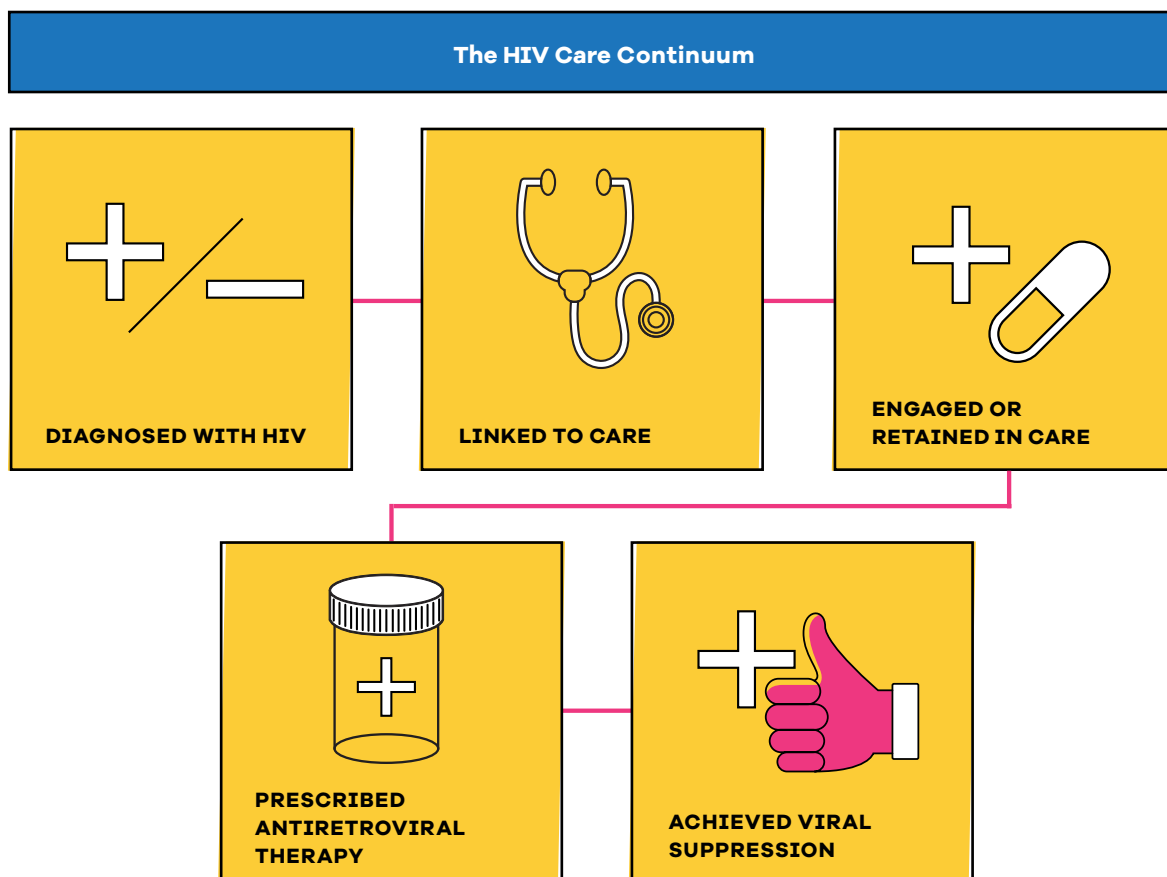 The HIV Care Continuum
DIAGNOSED WITH HIV
LINKED TO CARE
ENGAGED OR
RETAINED IN CARE
PRESCRIBED
ANTIRETROVIRAL
THERAPY
ACHIEVED VIRAL
SUPPRESSION